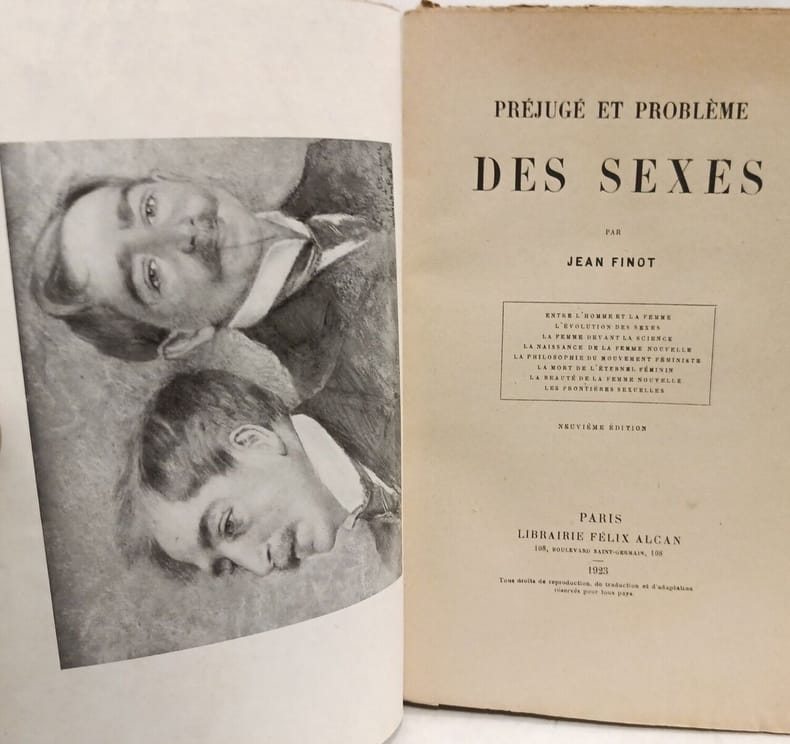 PRÉJUGÉ ET PROBLÈME
DES SEXES
PAR
JEAN FINOT
ENTRE L'HOMME ET LA FEMME
L'ÉVOLUTION DES SEXES
LA FEMME DEVANT LA SCIENCE
LA NAISSANCE DE LA FEMME NOUVELLE
LA PHILOSOPHIE DU MOUVEMENT FÉMINISTE
LA MORT DE L'ÉTERNEL FÉMININ
LA BEAUTÉ DE LA FEMME NOUVELLE
LES FRONTIÈRES SEXUELLES
NEUVIÈME ÉDITION
PARIS
LIBRAIRIE FÉLIX ALCAN
108, BOULEVARD SAINT-GERMAIN, 108
1923
Tous droits de reproduction, de traduction et d'adaptation
réservés pour tous pays.